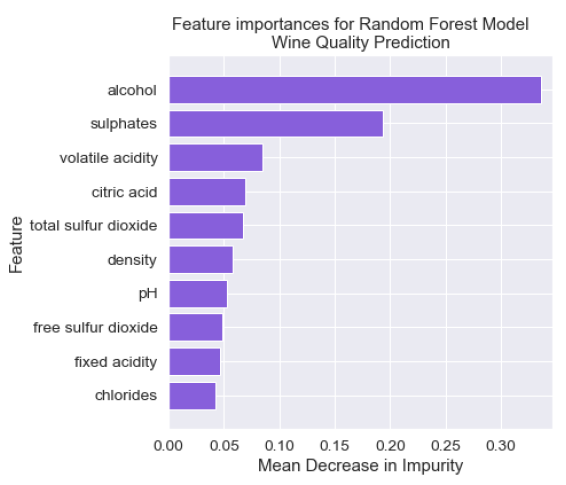 Feature importances for Random Forest Model
Wine Quality Prediction
Feature
alcohol
sulphates
volatile acidity
citric acid
total sulfur dioxide
density
pH
free sulfur dioxide
fixed acidity
chlorides
0.00 0.05 0.10 0.15 0.20 0.25 0.30
Mean Decrease in Impurity